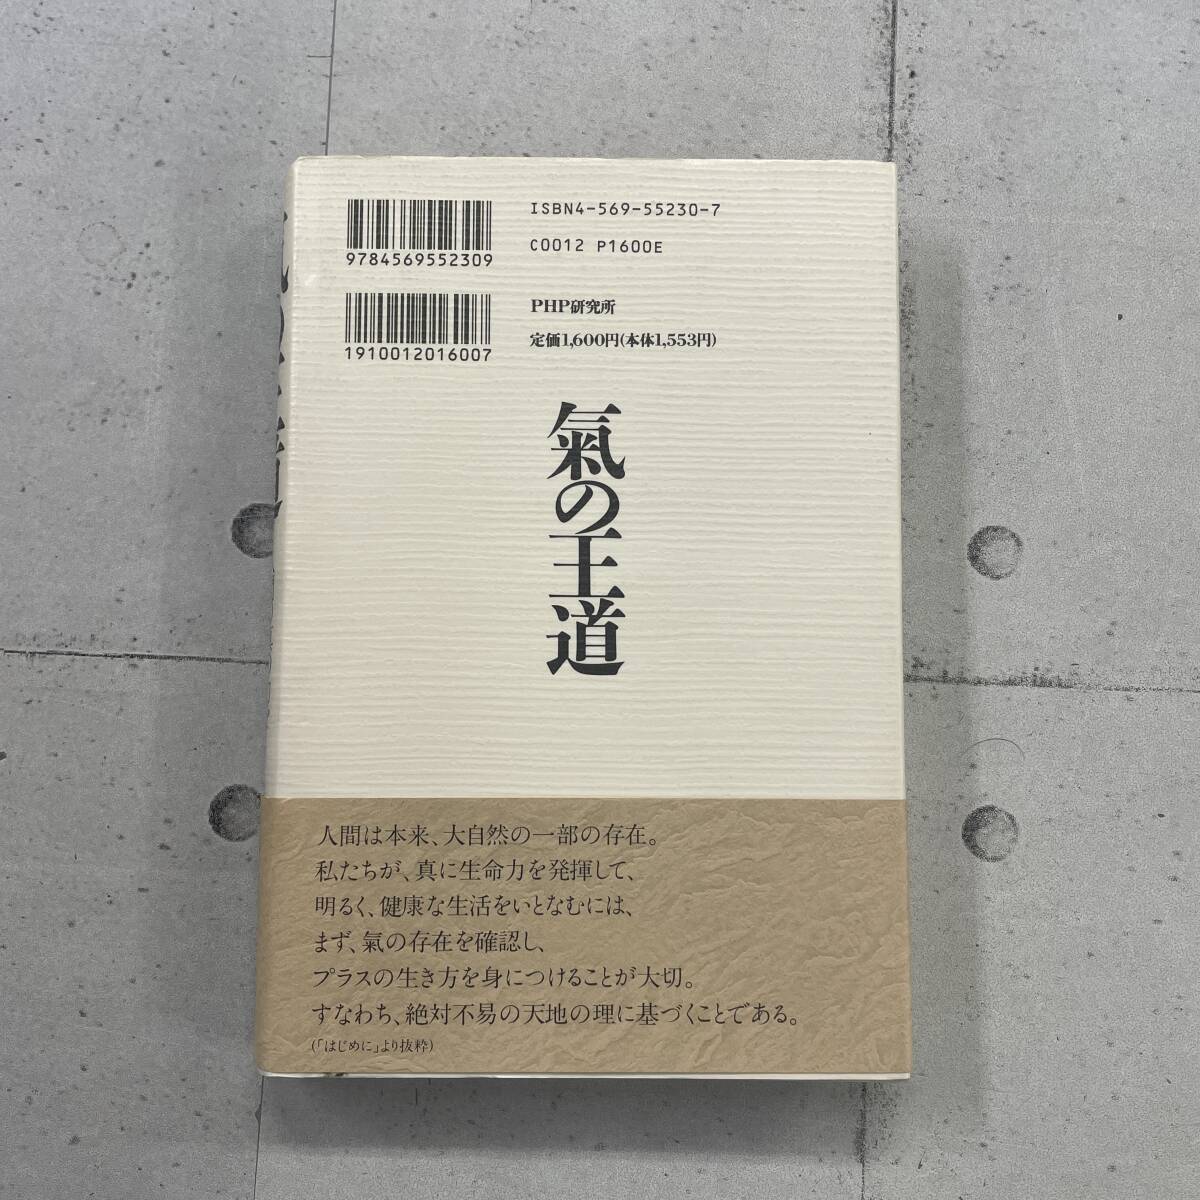 ISBN4-569-55230-7
C0012 P1600E
9784569552309
PHP研究所
定価1,600円(本体1,553円)
1910012016007
氣の王道
人間は本来、大自然の一部の存在。
私たちが、真に生命力を発揮して、
明るく、健康な生活をいとなむには、
まず、氣の存在を確認し、
プラスの生き方を身につけることが大切。
すなわち、絶対不易の天地の理に基づくことである。
(「はじめに」より抜粋)